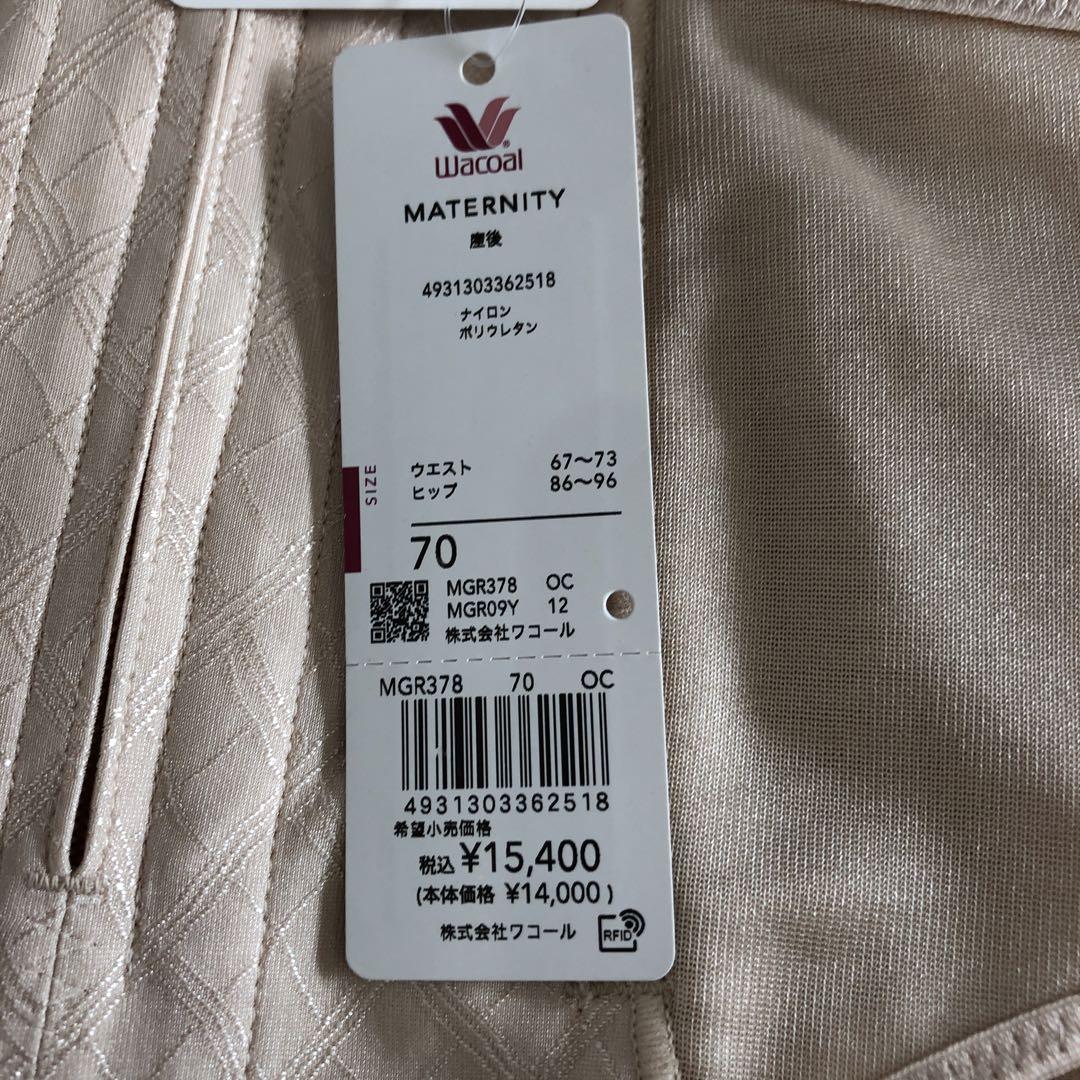 Wacoal
MATERNITY
産後
4931303362518
ナイロン
ポリウレタン
SIZE
ウエスト 67～73
ヒップ 86～96
70
MGR378 OC
MGR09Y 12
株式会社ワコール
MGR378 70 OC
4931303362518
希望小売価格
税込 ¥15,400
(本体価格 ¥14,000)
株式会社ワコール
RFID